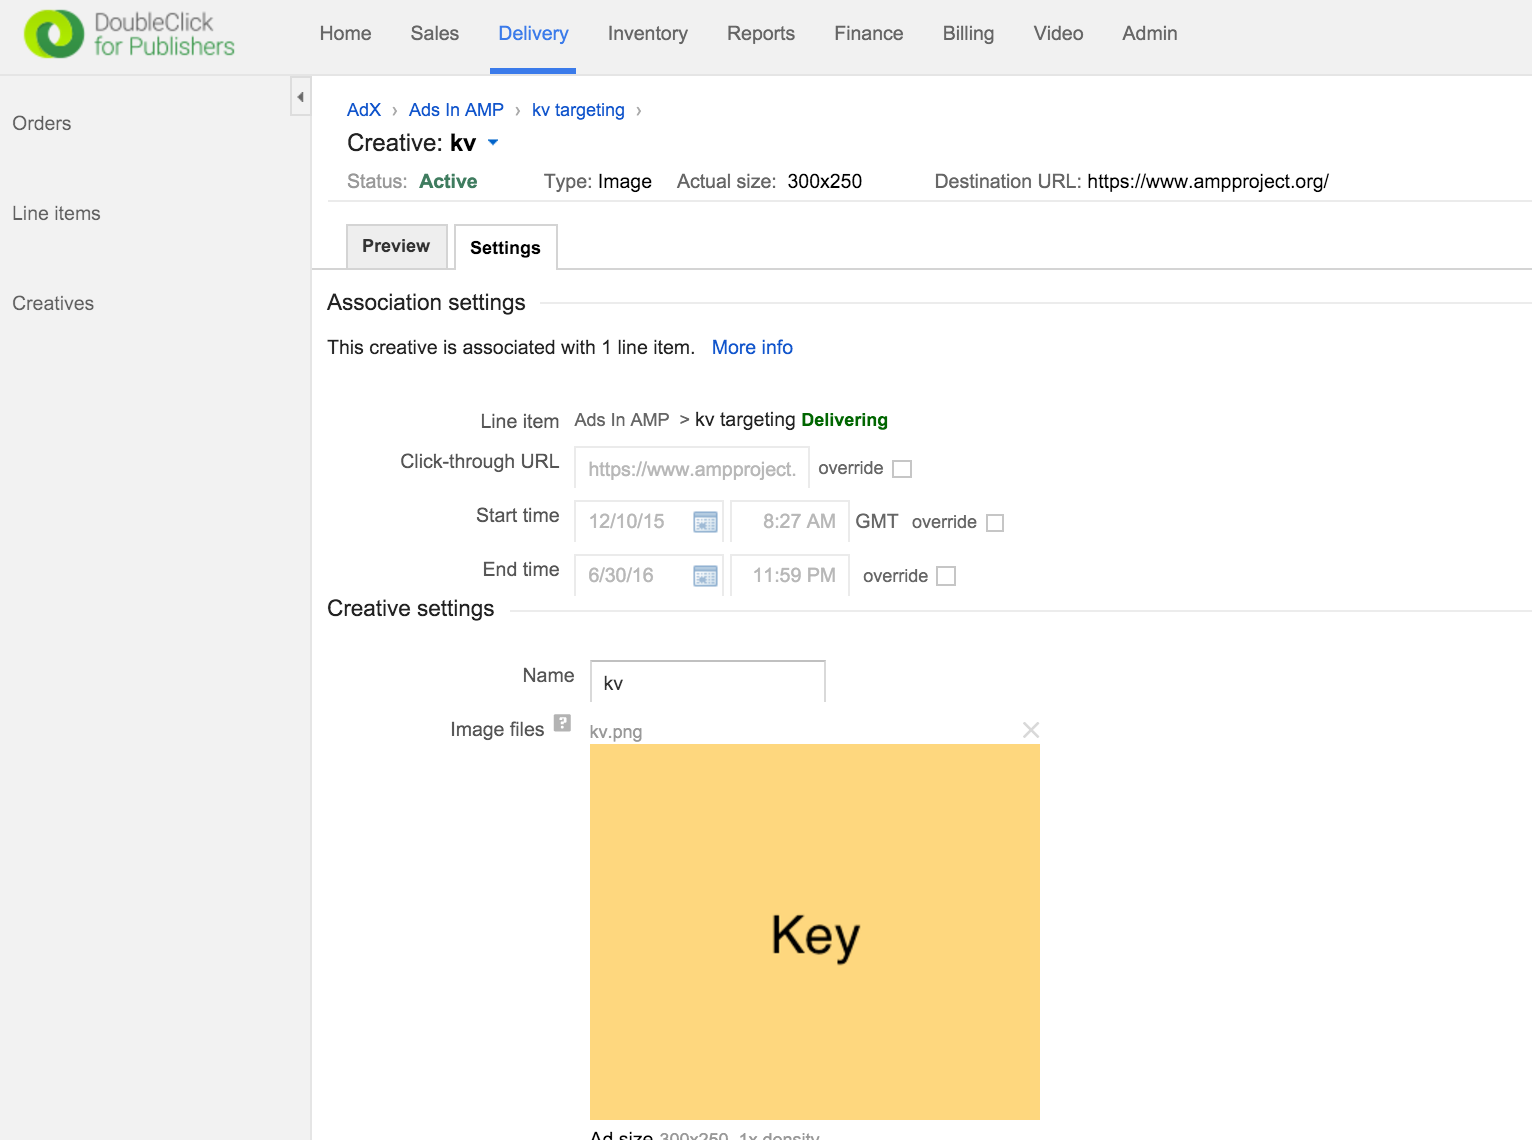 DoubleClick
for Publishers
Home Sales Delivery Inventory Reports Finance Billing Video Admin
Orders
Line items
Creatives
AdX › Ads In AMP › kv targeting ›
Creative: kv
Status: Active Type: Image Actual size: 300x250 Destination URL: https://www.ampproject.org/
Preview Settings
Association settings
This creative is associated with 1 line item. More info
Line item Ads In AMP > kv targeting Delivering
Click-through URL https://www.ampproject. override
Start time 12/10/15 8:27 AM GMT override
End time 6/30/16 11:59 PM override
Creative settings
Name kv
Image files ? kv.png
Key
Ad size 300x250, 1x density